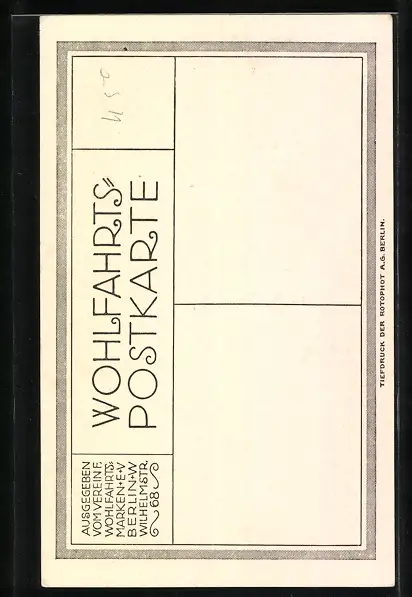 AUSGEGEBEN
VOM VEREIN F.
WOHLFAHRTS-
MARKEN·E·V
BERLIN·W
WILHELMSTR.
68
WOHLFAHRTS-
POSTKARTE
TIEFDRUCK DER ROTOPHOT A.G. BERLIN.